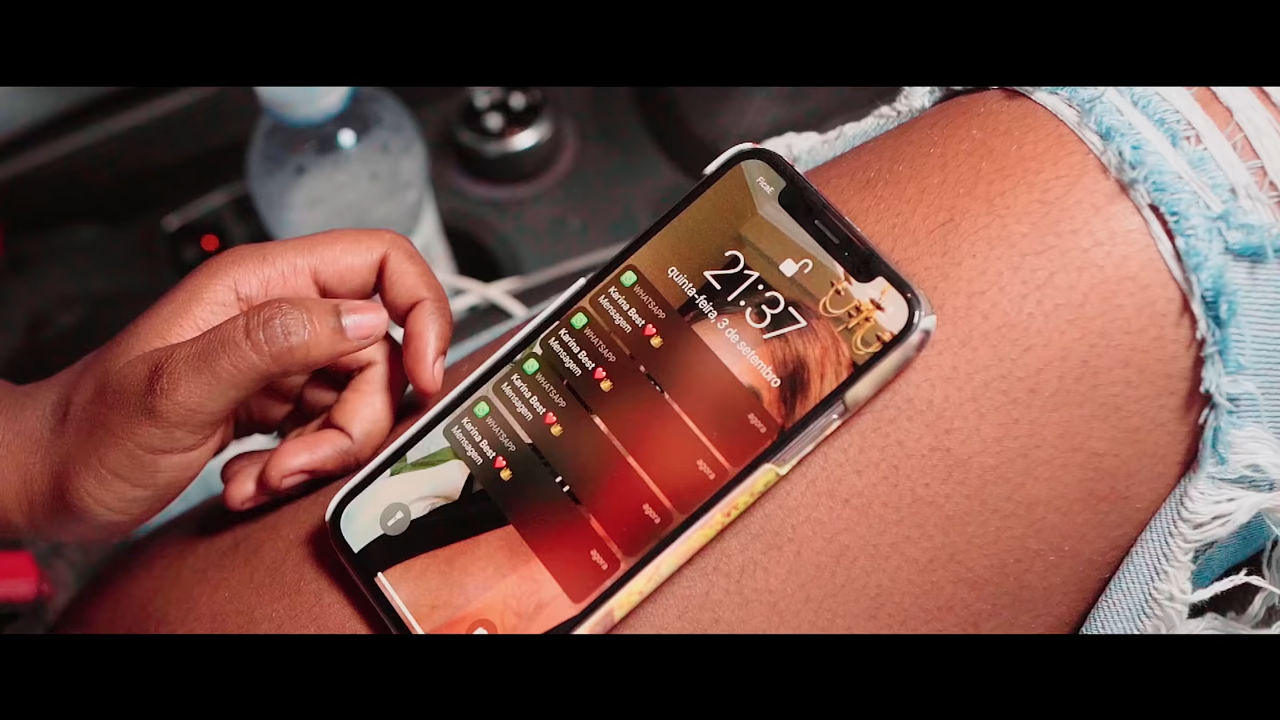 FicaE
21:37
quinta-feira, 3 de setembro
WHATSAPP
agora
Karina Best ❤️👑
Mensagem
WHATSAPP
agora
Karina Best ❤️👑
Mensagem
WHATSAPP
agora
Karina Best ❤️👑
Mensagem
WHATSAPP
agora
Karina Best ❤️👑
Mensagem